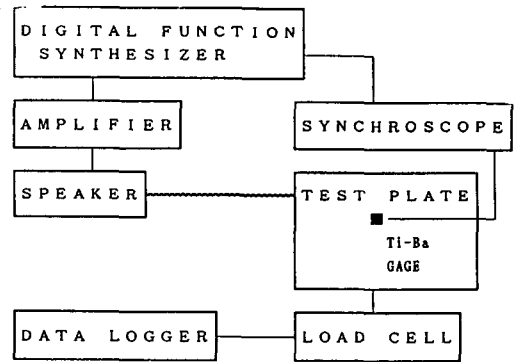 DIGITAL FUNCTION
SYNTHESIZER
AMPLIFIER
SYNCHROSCOPE
SPEAKER
TEST PLATE
Ti-Ba
GAGE
DATA LOGGER
LOAD CELL